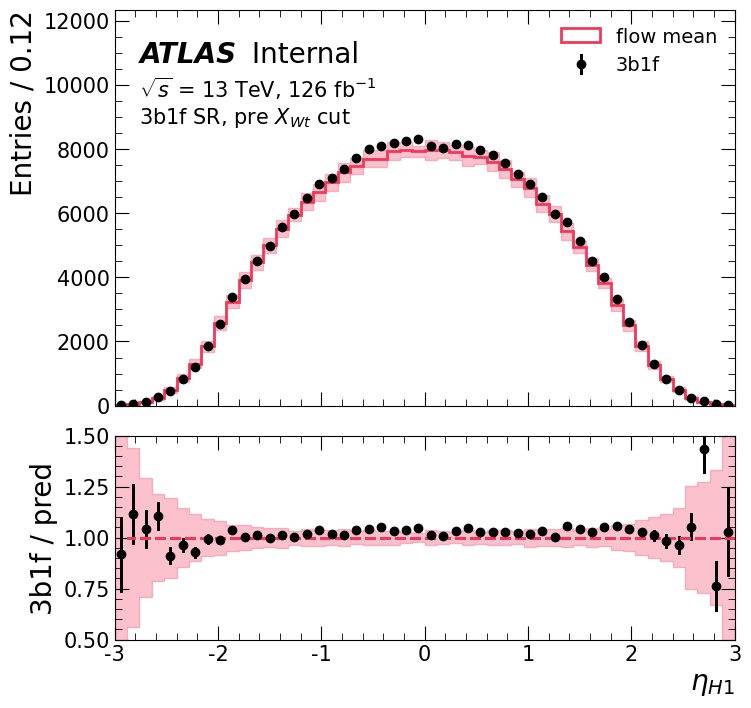 Entries / 0.12
12000
10000
8000
6000
4000
2000
0
ATLAS Internal
√s = 13 TeV, 126 fb⁻¹
3b1f SR, pre X_Wt cut
flow mean
3b1f
3b1f / pred
1.50
1.25
1.00
0.75
0.50
-3 -2 -1 0 1 2 3
η_H1